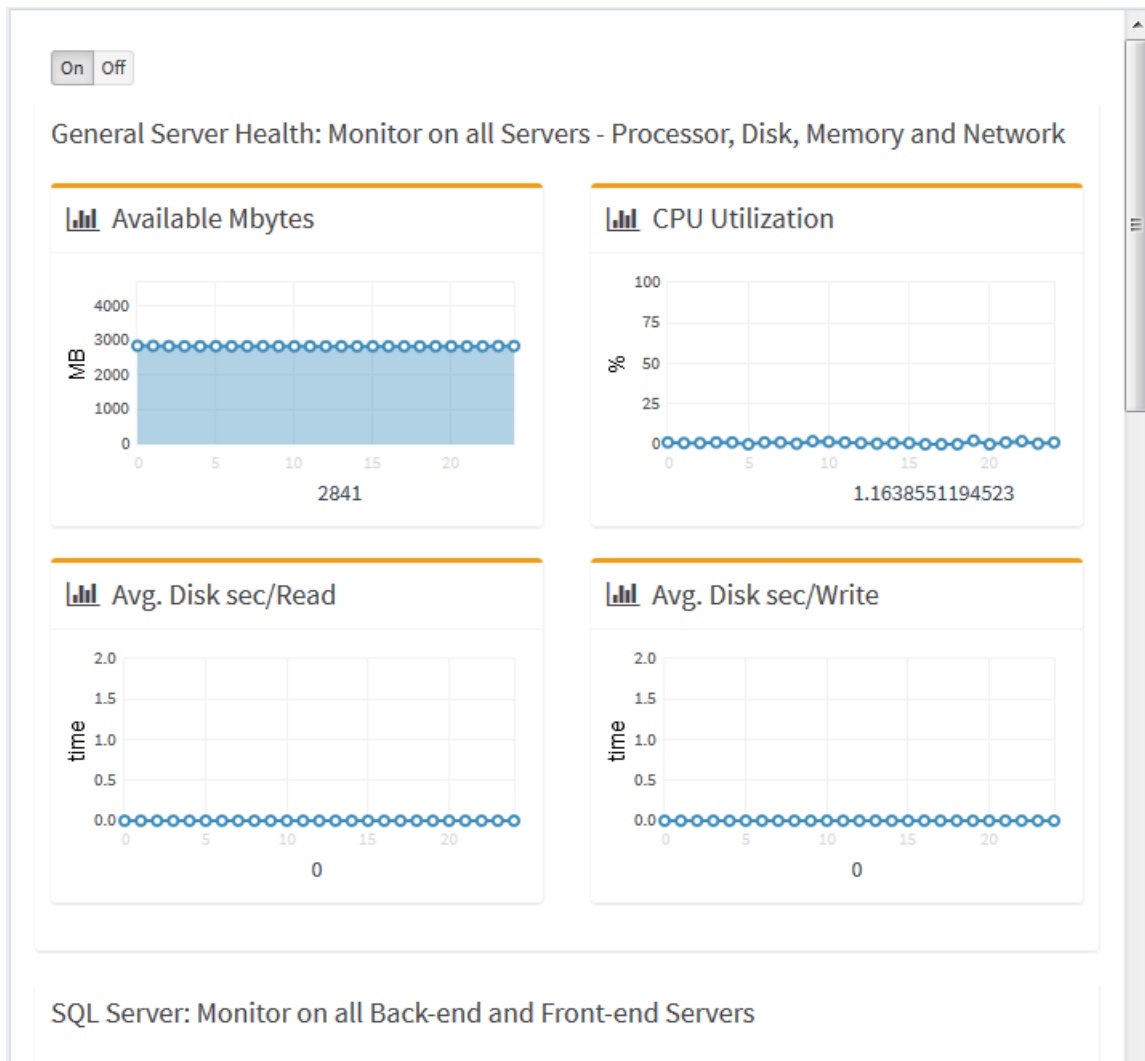 On Off
General Server Health: Monitor on all Servers - Processor, Disk, Memory and Network
Available Mbytes
MB
4000
3000
2000
1000
0
0 5 10 15 20
2841
CPU Utilization
%
100
75
50
25
0
0 5 10 15 20
1.1638551194523
Avg. Disk sec/Read
time
2.0
1.5
1.0
0.5
0.0
0 5 10 15 20
0
Avg. Disk sec/Write
time
2.0
1.5
1.0
0.5
0.0
0 5 10 15 20
0
SQL Server: Monitor on all Back-end and Front-end Servers